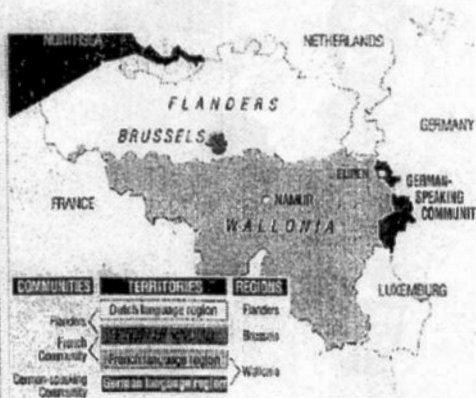 NORTH SEA
NETHERLANDS
FLANDERS
BRUSSELS
GERMANY
EUPEN
GERMAN-
SPEAKING
COMMUNIT
FRANCE
NAMUR
WALLONIA
LUXEMBURG
COMMUNITIES TERRITORIES REGIONS
Flanders
French
Community
German-speaking
Community
Dutch language region
French language region
German language region
Flanders
Brussels
Wallonia